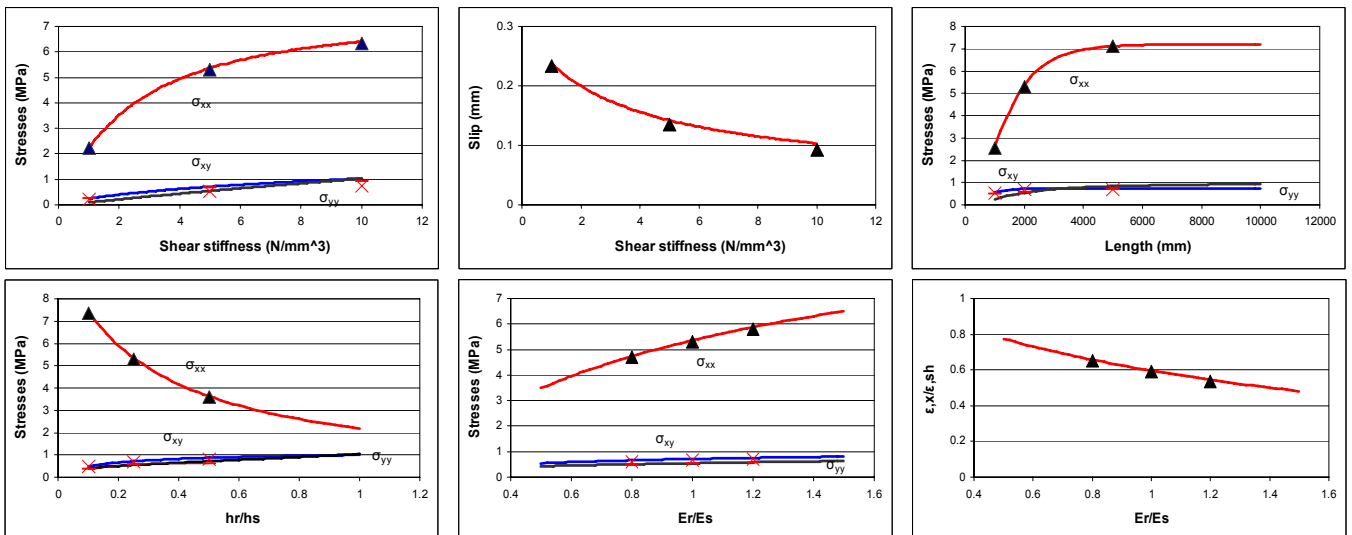 Stresses (MPa)
7
6
5
4
3
2
1
0
σxx
σxy
σyy
0 2 4 6 8 10 12
Shear stiffness (N/mm^3)
Slip (mm)
0.3
0.2
0.1
0.0
0 2 4 6 8 10 12
Shear stiffness (N/mm^3)
Stresses (MPa)
8
7
6
5
4
3
2
1
0
σxx
σxy
σyy
0 2000 4000 6000 8000 10000 12000
Length (mm)
Stresses (MPa)
8
7
6
5
4
3
2
1
0
σxx
σxy
σyy
0 0.2 0.4 0.6 0.8 1 1.2
hr/hs
Stresses (MPa)
7
6
5
4
3
2
1
0
σxx
σxy
σyy
0.4 0.6 0.8 1 1.2 1.4 1.6
Er/Es
ε,x/ε,sh
1
0.8
0.6
0.4
0.2
0
0.4 0.6 0.8 1 1.2 1.4 1.6
Er/Es